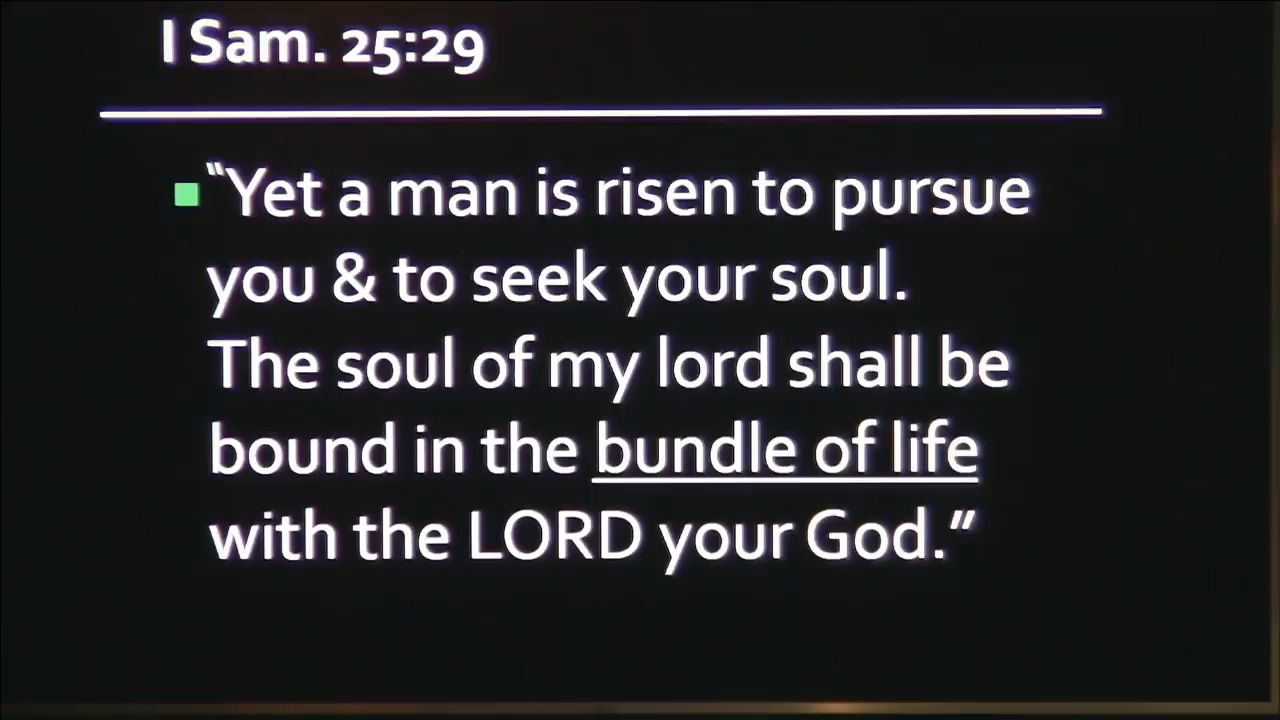 I Sam. 25:29
“Yet a man is risen to pursue
you & to seek your soul.
The soul of my lord shall be
bound in the bundle of life
with the LORD your God.”